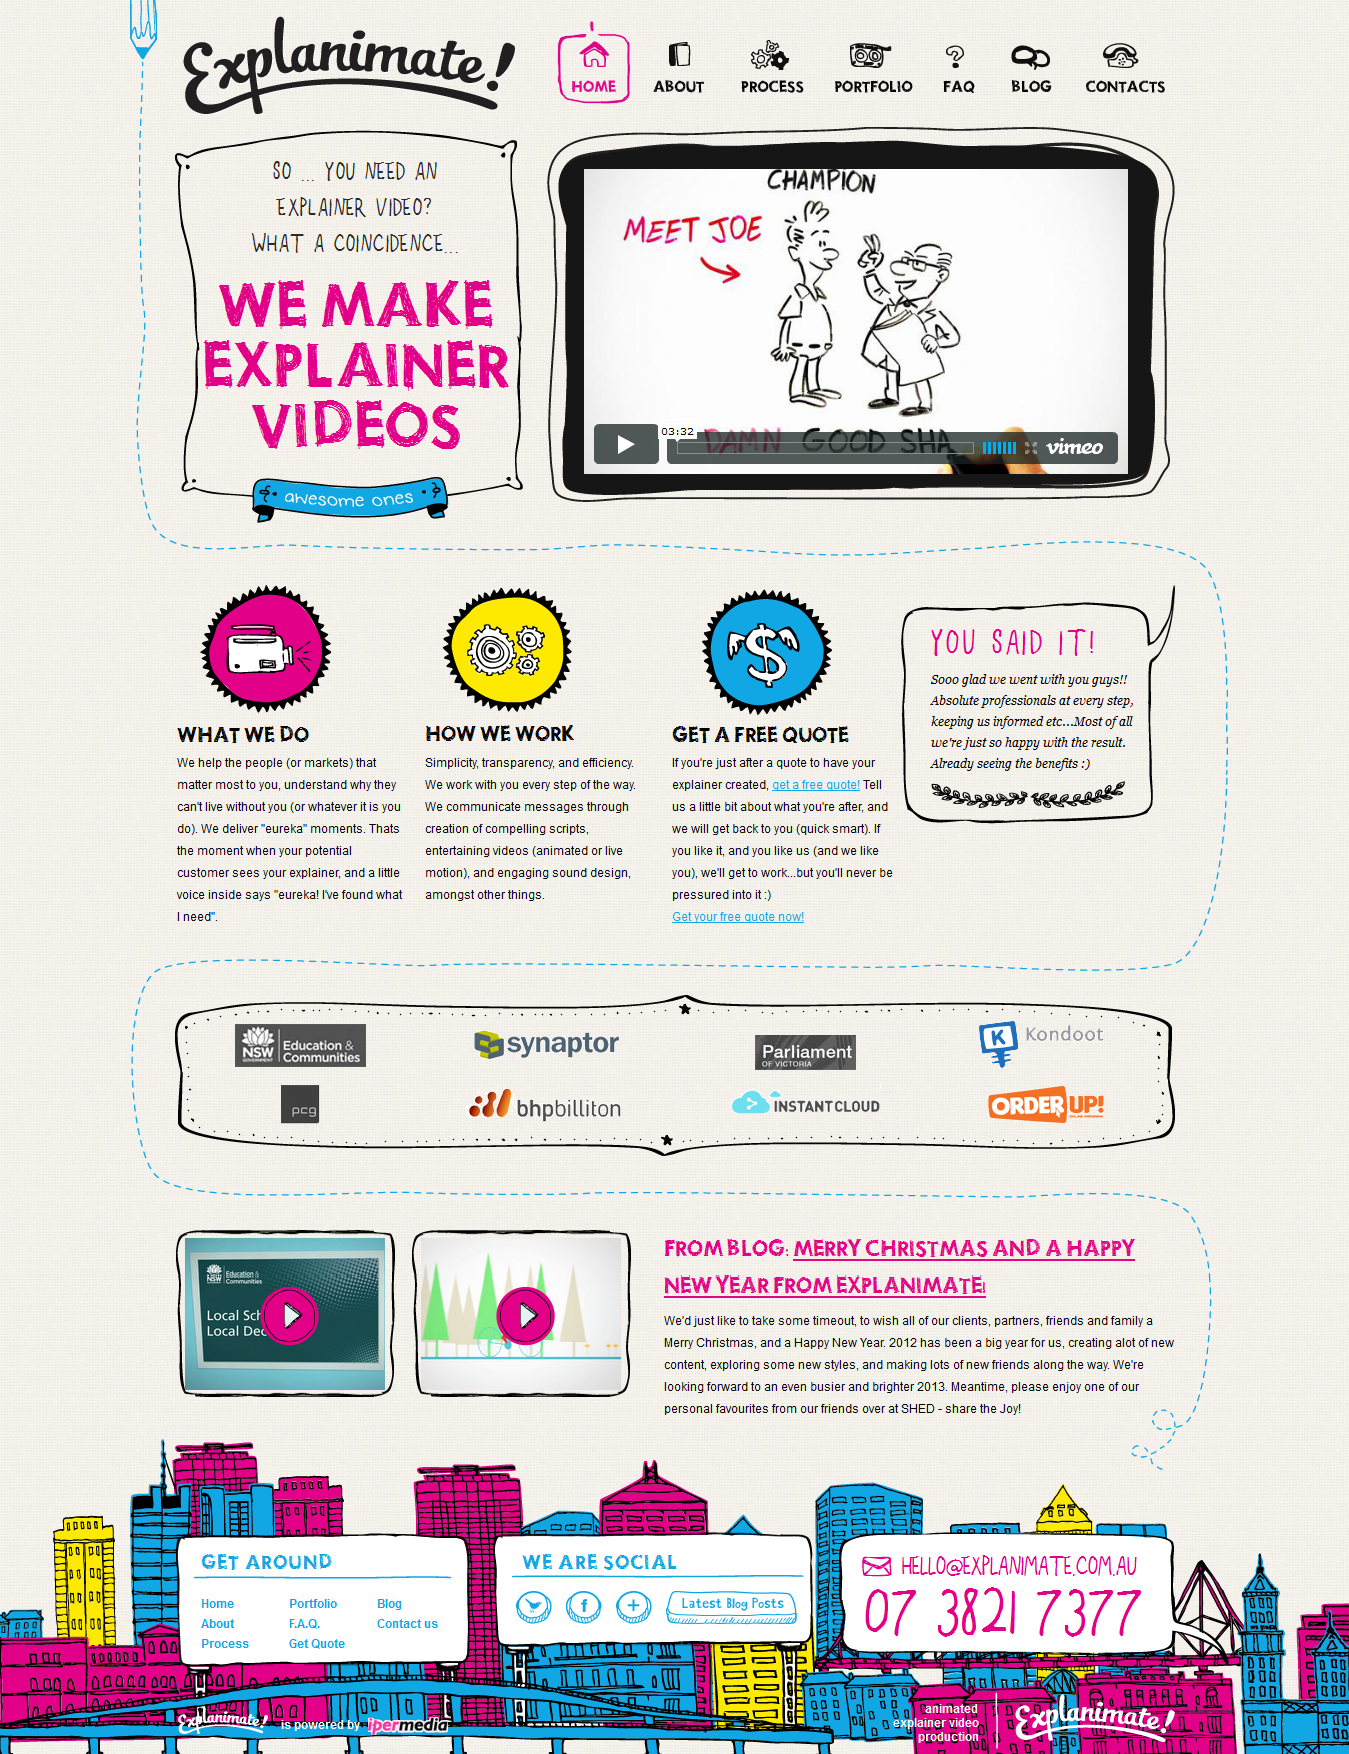 Explanimate!
HOME
ABOUT
PROCESS
PORTFOLIO
FAQ
BLOG
CONTACTS
SO ... YOU NEED AN
EXPLAINER VIDEO?
WHAT A COINCIDENCE...
WE MAKE
EXPLAINER
VIDEOS
awesome ones
CHAMPION
MEET JOE
DAMN GOOD SHA
03:32
vimeo
WHAT WE DO
We help the people (or markets) that
matter most to you, understand why they
can't live without you (or whatever it is you
do). We deliver "eureka" moments. Thats
the moment when your potential
customer sees your explainer, and a little
voice inside says "eureka! I've found what
I need".
HOW WE WORK
Simplicity, transparency, and efficiency.
We work with you every step of the way.
We communicate messages through
creation of compelling scripts,
entertaining videos (animated or live
motion), and engaging sound design,
amongst other things.
GET A FREE QUOTE
If you're just after a quote to have your
explainer created, get a free quote! Tell
us a little bit about what you're after, and
we will get back to you (quick smart). If
you like it, and you like us (and we like
you), we'll get to work...but you'll never be
pressured into it :)
Get your free quote now!
YOU SAID IT!
Sooo glad we went with you guys!!
Absolute professionals at every step,
keeping us informed etc...Most of all
we're just so happy with the result.
Already seeing the benefits :)
NSW
GOVERNMENT
Education &
Communities
synaptor
Parliament
OF VICTORIA
K Kondoot
pcg
bhpbilliton
INSTANTCLOUD
ORDER UP!
NSW
Education &
Communities
Local Sch
Local Dec
FROM BLOG: MERRY CHRISTMAS AND A HAPPY
NEW YEAR FROM EXPLANIMATE!
We'd just like to take some timeout, to wish all of our clients, partners, friends and family a
Merry Christmas, and a Happy New Year. 2012 has been a big year for us, creating alot of new
content, exploring some new styles, and making lots of new friends along the way. We're
looking forward to an even busier and brighter 2013. Meantime, please enjoy one of our
personal favourites from our friends over at SHED - share the Joy!
GET AROUND
Home
About
Process
Portfolio
F.A.Q.
Get Quote
Blog
Contact us
WE ARE SOCIAL
f
+
Latest Blog Posts
HELLO@EXPLANIMATE.COM.AU
07 3821 7377
Explanimate! is powered by ipermedia
animated
explainer video
production
Explanimate!